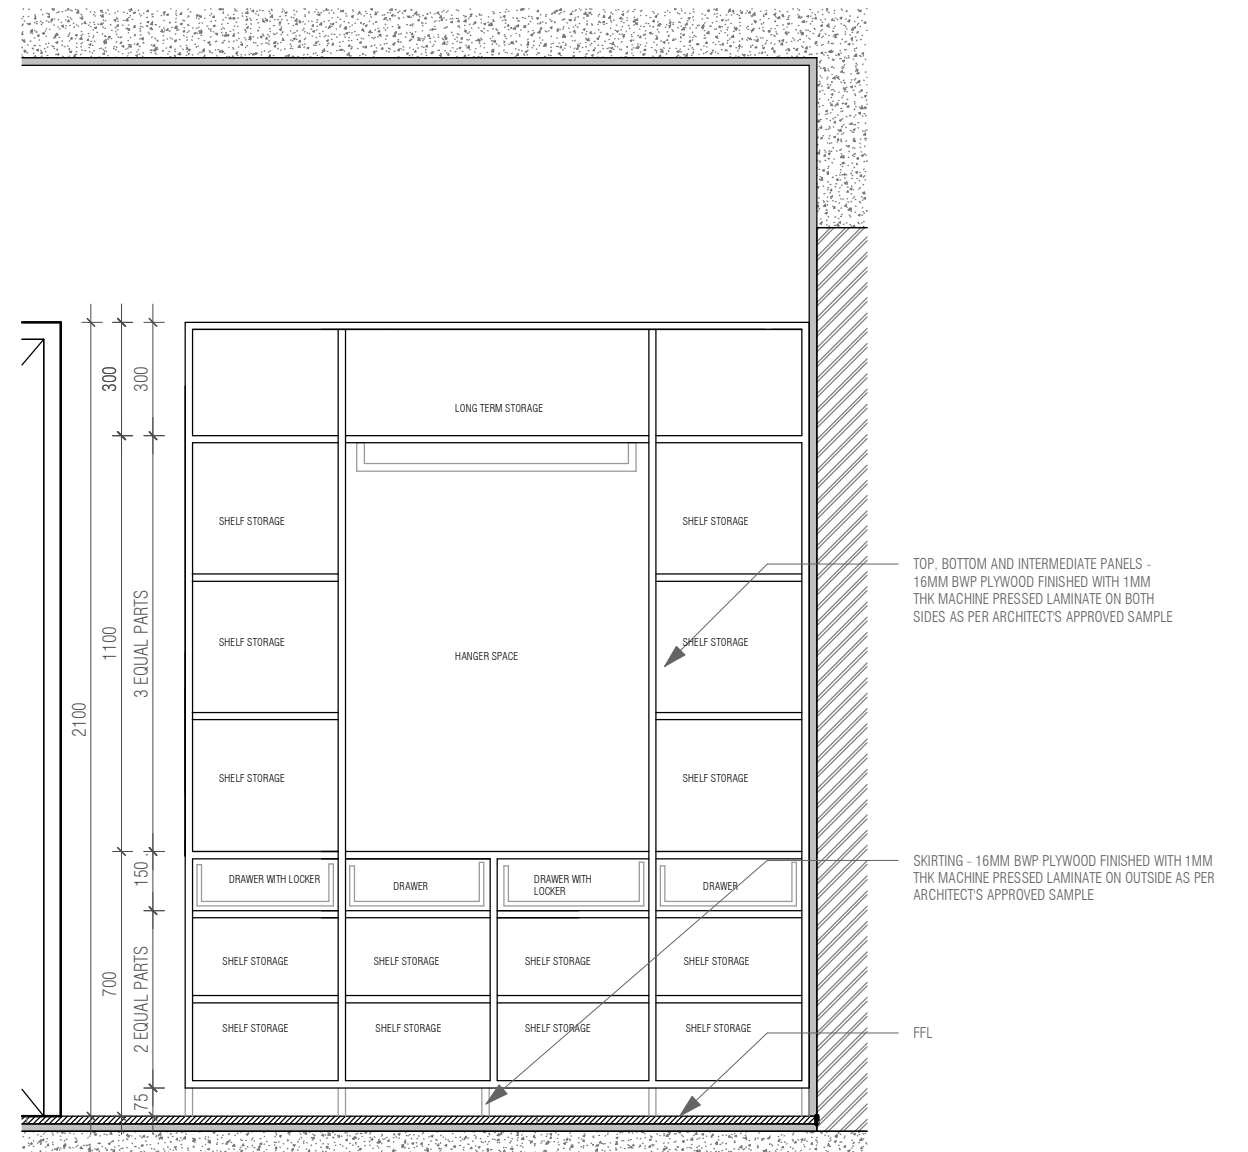 300
300
LONG TERM STORAGE
SHELF STORAGE
SHELF STORAGE
TOP, BOTTOM AND INTERMEDIATE PANELS -
16MM BWP PLYWOOD FINISHED WITH 1MM
THK MACHINE PRESSED LAMINATE ON BOTH
SIDES AS PER ARCHITECT'S APPROVED SAMPLE
1100
3 EQUAL PARTS
SHELF STORAGE
HANGER SPACE
SHELF STORAGE
2100
SHELF STORAGE
SHELF STORAGE
150
DRAWER WITH LOCKER
DRAWER
DRAWER WITH
LOCKER
DRAWER
SKIRTING - 16MM BWP PLYWOOD FINISHED WITH 1MM
THK MACHINE PRESSED LAMINATE ON OUTSIDE AS PER
ARCHITECT'S APPROVED SAMPLE
700
2 EQUAL PARTS
SHELF STORAGE
SHELF STORAGE
SHELF STORAGE
SHELF STORAGE
SHELF STORAGE
SHELF STORAGE
SHELF STORAGE
SHELF STORAGE
FFL
75